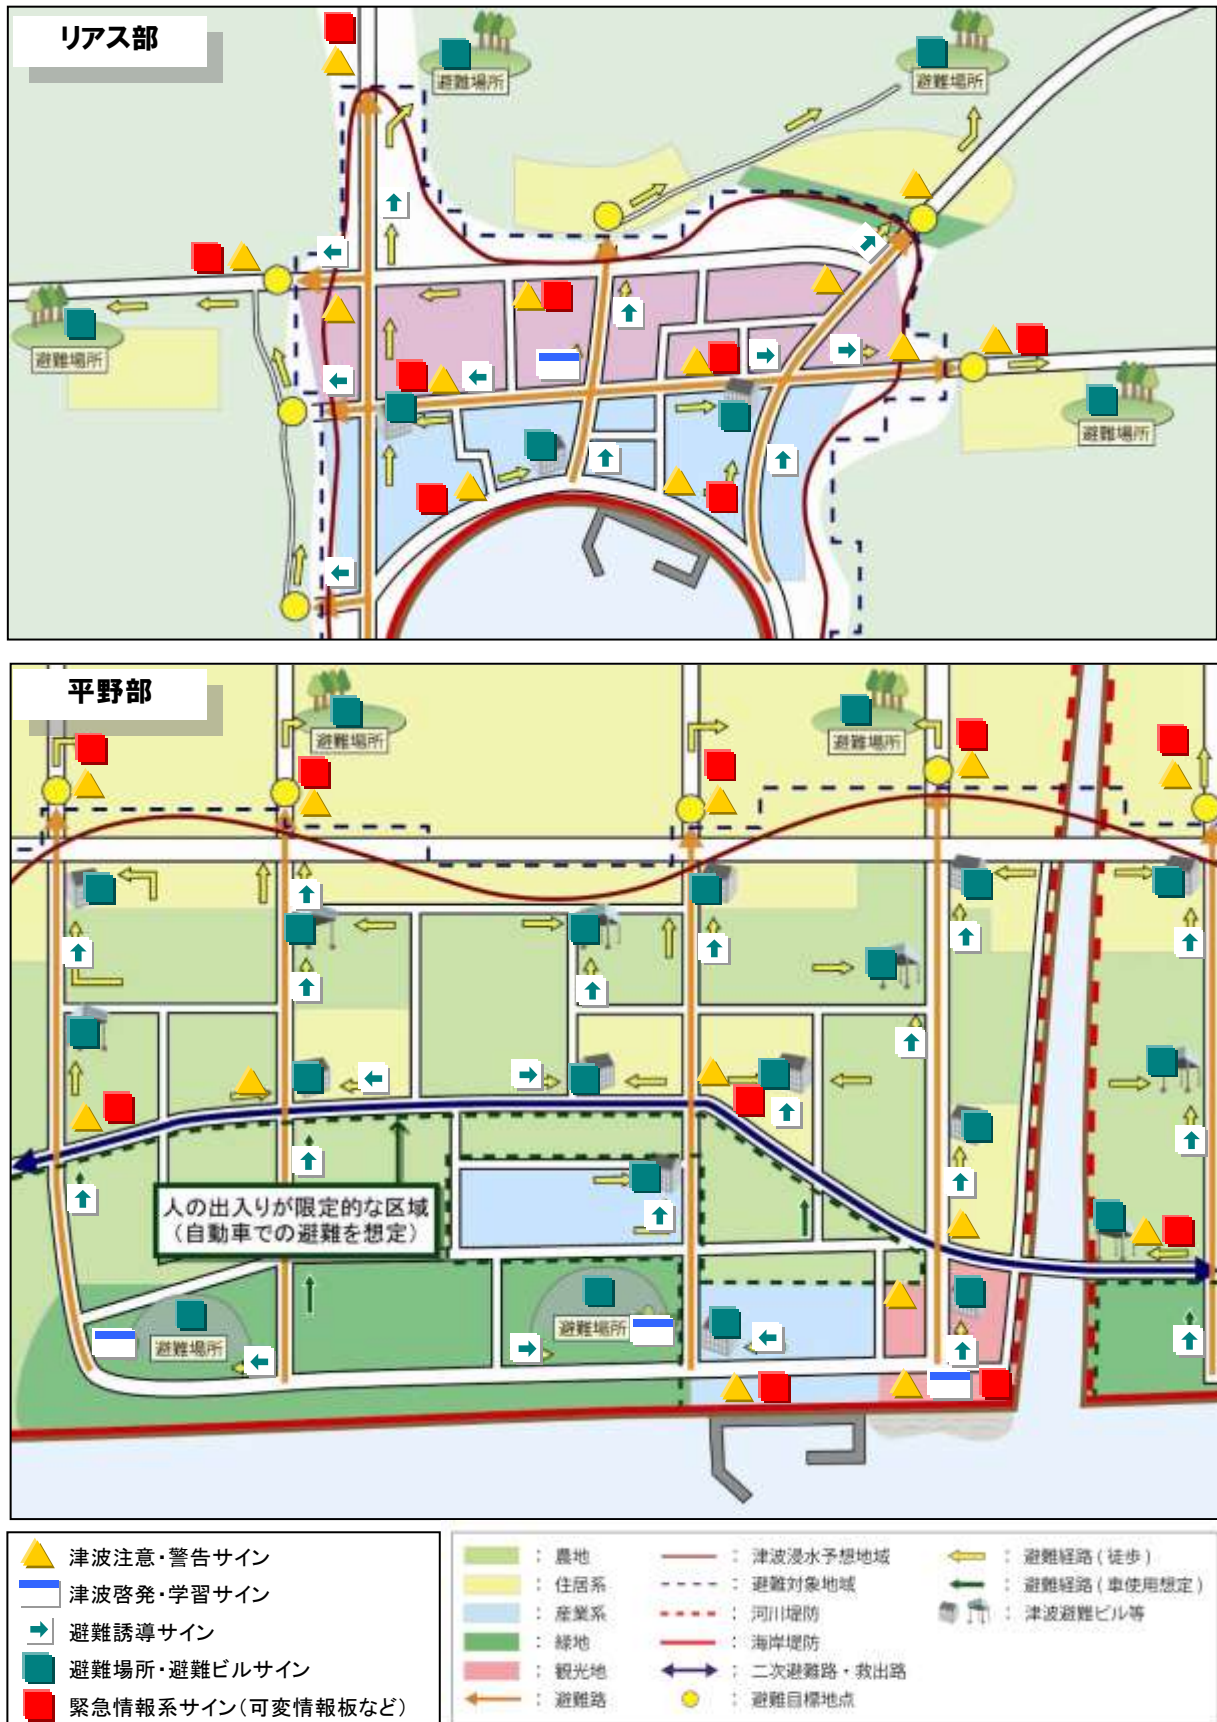 リアス部
避難場所
避難場所
避難場所
避難場所
平野部
避難場所
避難場所
人の出入りが限定的な区域
(自動車での避難を想定)
避難場所
避難場所
津波注意・警告サイン
津波啓発・学習サイン
避難誘導サイン
避難場所・避難ビルサイン
緊急情報系サイン(可変情報板など)
：農地
：住居系
：産業系
：緑地
：観光地
：避難路
：津波浸水予想地域
：避難対象地域
：河川堤防
：海岸堤防
：二次避難路・救出路
：避難目標地点
：避難経路(徒歩)
：避難経路(車使用想定)
：津波避難ビル等